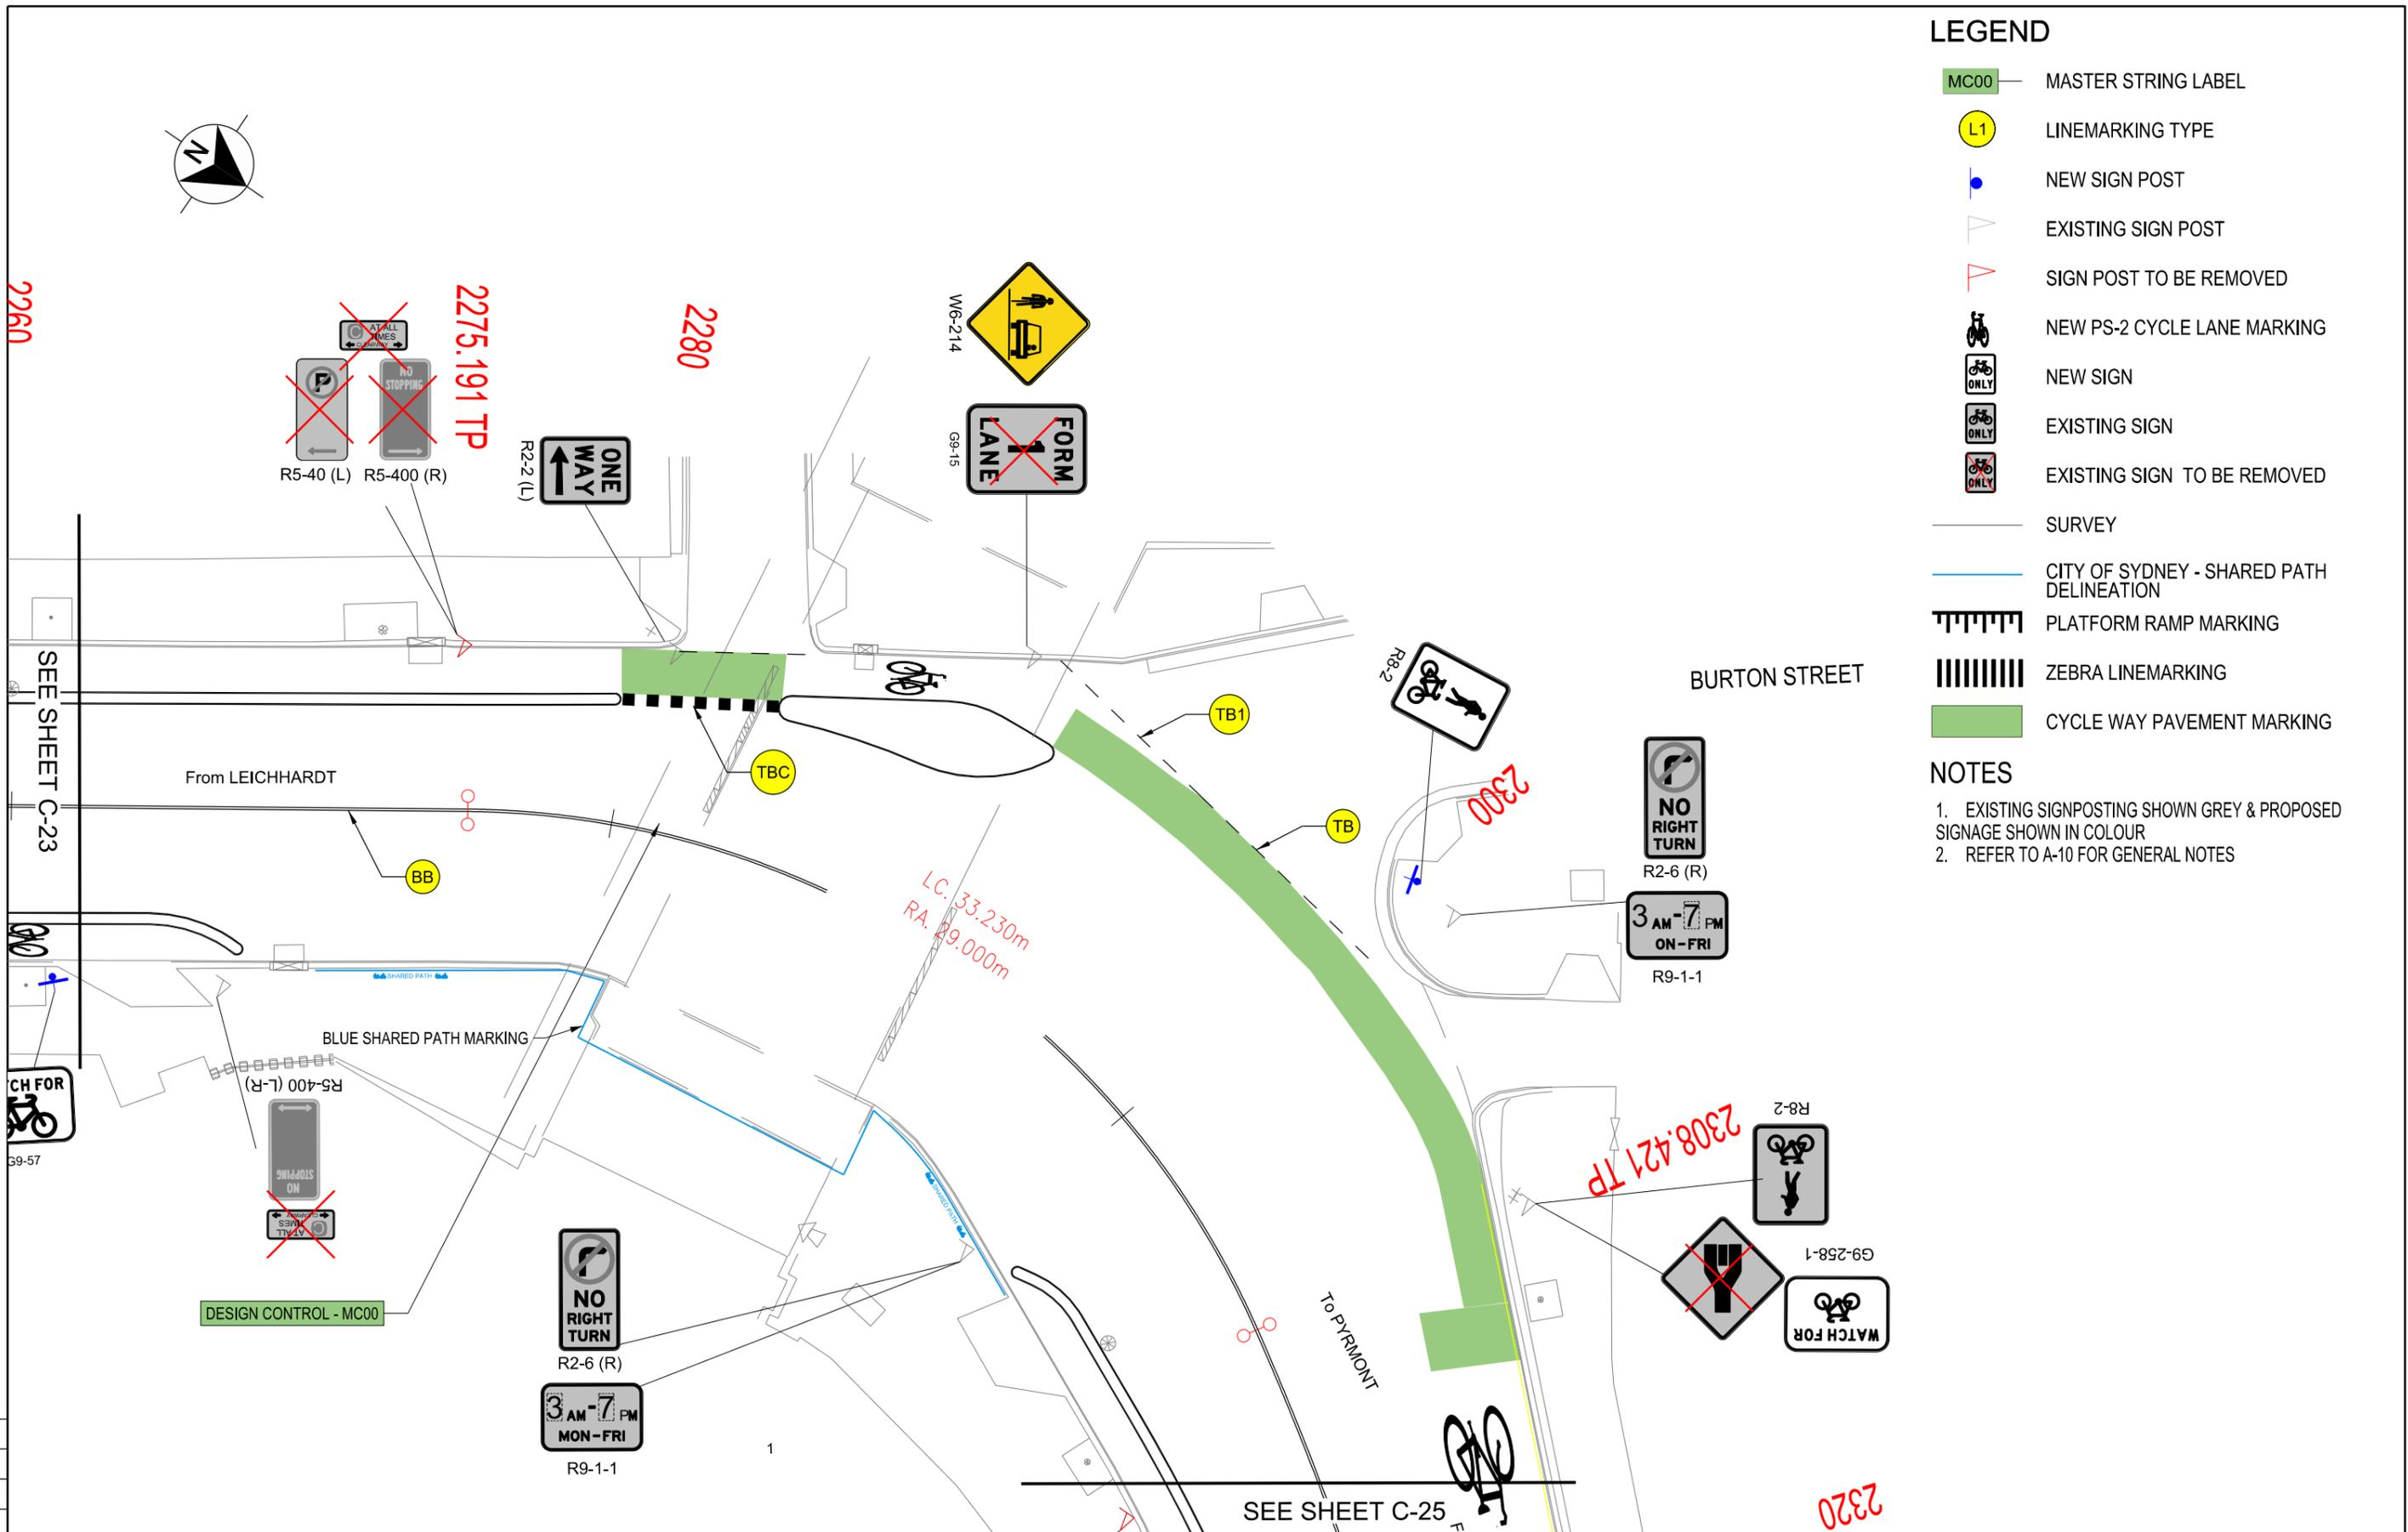 LEGEND
MC00
MASTER STRING LABEL
L1
LINEMARKING TYPE
NEW SIGN POST
EXISTING SIGN POST
SIGN POST TO BE REMOVED
NEW PS-2 CYCLE LANE MARKING
ONLY
NEW SIGN
ONLY
EXISTING SIGN
ONLY
EXISTING SIGN TO BE REMOVED
SURVEY
CITY OF SYDNEY - SHARED PATH
DELINEATION
PLATFORM RAMP MARKING
ZEBRA LINEMARKING
CYCLE WAY PAVEMENT MARKING
NOTES
1. EXISTING SIGNPOSTING SHOWN GREY & PROPOSED
SIGNAGE SHOWN IN COLOUR
2. REFER TO A-10 FOR GENERAL NOTES
N
2260
2275.191 TP
2280
C AT ALL
TIMES
CLEARWAY
P
NO
STOPPING
R5-40 (L)
R5-400 (R)
ONE
WAY
R2-2 (L)
W6-214
FORM
1
LANE
G9-15
SEE SHEET C-23
From LEICHHARDT
BB
TBC
TB1
TB
R8-2
BURTON STREET
2300
NO
RIGHT
TURN
R2-6 (R)
3 AM-7 PM
ON-FRI
R9-1-1
LC. 33.230m
RA. 29.000m
SHARED PATH
BLUE SHARED PATH MARKING
CH FOR
G9-57
R5-400 (L-R)
NO
STOPPING
C AT ALL
TIMES
CLEARWAY
DESIGN CONTROL - MC00
SHARED PATH
NO
RIGHT
TURN
R2-6 (R)
3 AM-7 PM
MON-FRI
R9-1-1
1
To PYRMONT
2308.421 TP
R8-2
G9-258-1
WATCH FOR
SEE SHEET C-25
F
2320